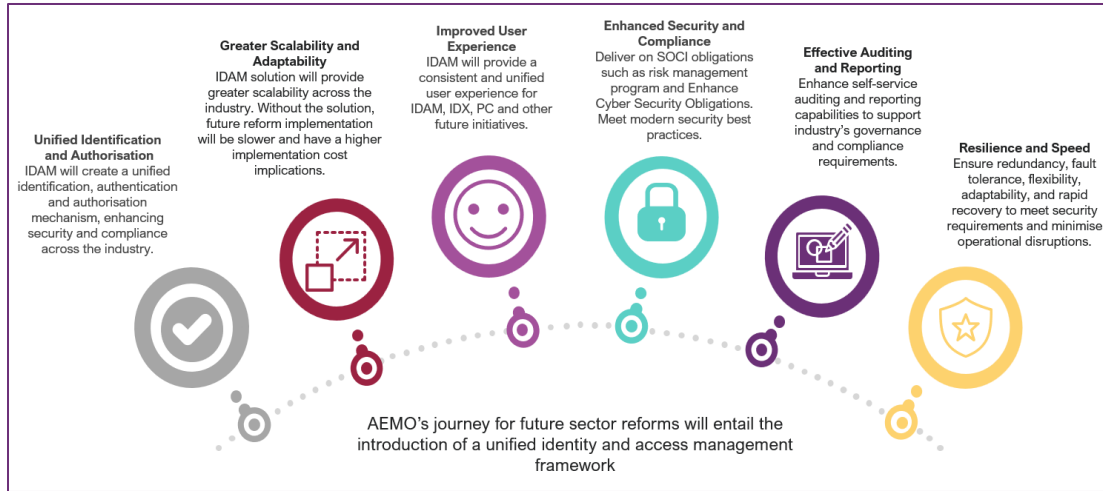 Unified Identification
and Authorisation
IDAM will create a unified
identification, authentication
and authorisation
mechanism, enhancing
security and compliance
across the industry.
Greater Scalability and
Adaptability
IDAM solution will provide
greater scalability across the
industry. Without the solution,
future reform implementation
will be slower and have a higher
implementation cost
implications.
Improved User
Experience
IDAM will provide a
consistent and unified
user experience for
IDAM, IDX, PC and other
future initiatives.
Enhanced Security and
Compliance
Deliver on SOCI obligations
such as risk management
program and Enhance
Cyber Security Obligations.
Meet modern security best
practices.
Effective Auditing
and Reporting
Enhance self-service
auditing and reporting
capabilities to support
industry's governance
and compliance
requirements.
Resilience and Speed
Ensure redundancy, fault
tolerance, flexibility,
adaptability, and rapid
recovery to meet security
requirements and minimise
operational disruptions.
AEMO's journey for future sector reforms will entail the
introduction of a unified identity and access management
framework